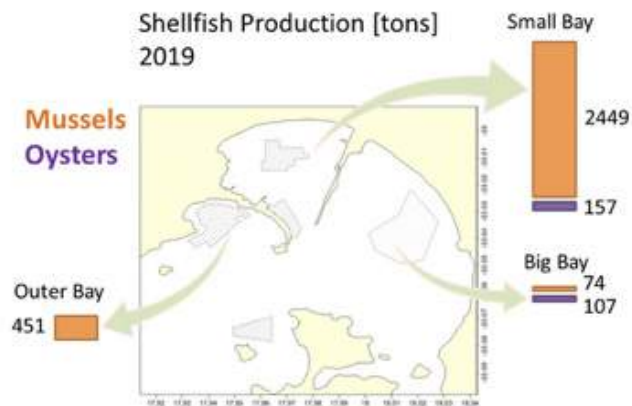 Shellfish Production [tons]
2019
Small Bay
2449
157
Mussels
Oysters
Big Bay
74
107
Outer Bay
451